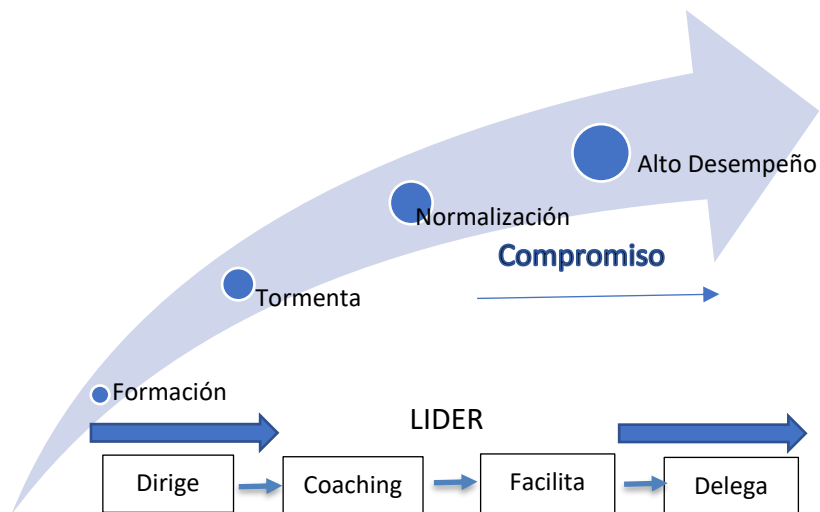 Alto Desempeño
Normalización
Compromiso
Tormenta
Formación
LIDER
Dirige
Coaching
Facilita
Delega